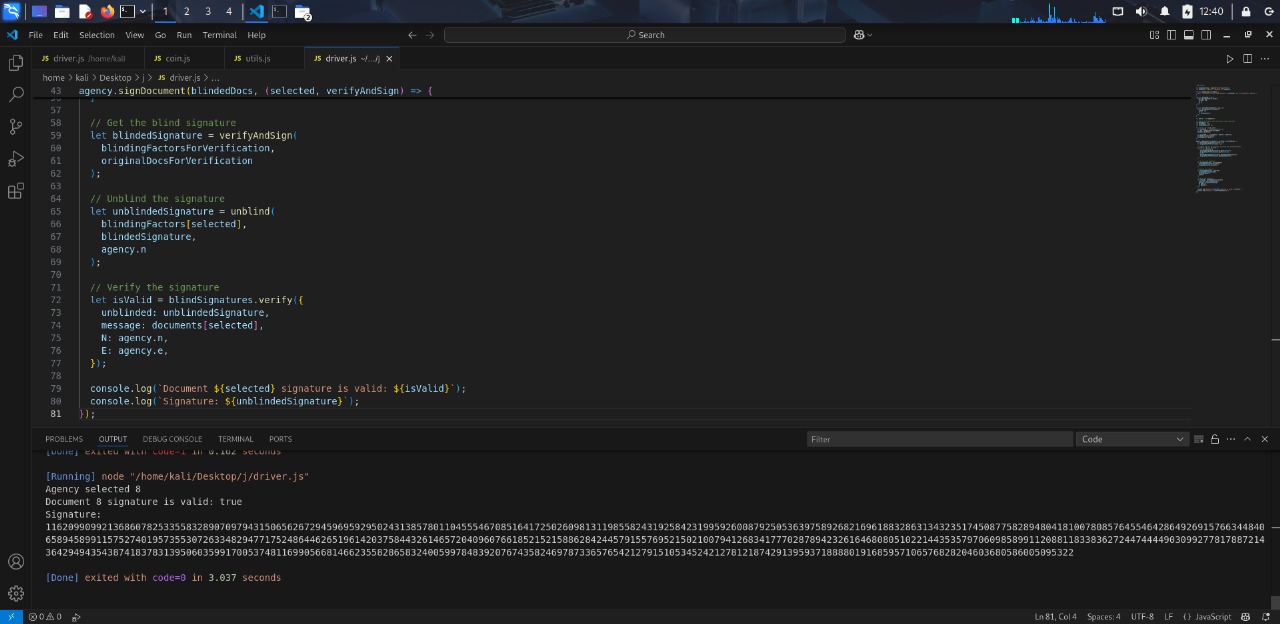 1 2 3 4 12:40
File Edit Selection View Go Run Terminal Help Search
JS driver.js /home/kali JS coin.js JS utils.js JS driver.js ~/.../j
home > kali > Desktop > j > JS driver.js > ...
43 agency.signDocument(blindedDocs, (selected, verifyAndSign) => {
57
58 // Get the blind signature
59 let blindedSignature = verifyAndSign(
60 blindingFactorsForVerification,
61 originalDocsForVerification
62 );
63
64 // Unblind the signature
65 let unblindedSignature = unblind(
66 blindingFactors[selected],
67 blindedSignature,
68 agency.n
69 );
70
71 // Verify the signature
72 let isValid = blindSignatures.verify({
73 unblinded: unblindedSignature,
74 message: documents[selected],
75 N: agency.n,
76 E: agency.e,
77 });
78
79 console.log(`Document ${selected} signature is valid: ${isValid}`);
80 console.log(`Signature: ${unblindedSignature}`);
81 });
PROBLEMS OUTPUT DEBUG CONSOLE TERMINAL PORTS Filter Code
[Done] exited with code=1 in 0.162 seconds
[Running] node "/home/kali/Desktop/j/driver.js"
Agency selected 8
Document 8 signature is valid: true
Signature:
[Done] exited with code=0 in 3.037 seconds
0 0 Ln 81, Col 4 Spaces: 4 UTF-8 LF {} JavaScript